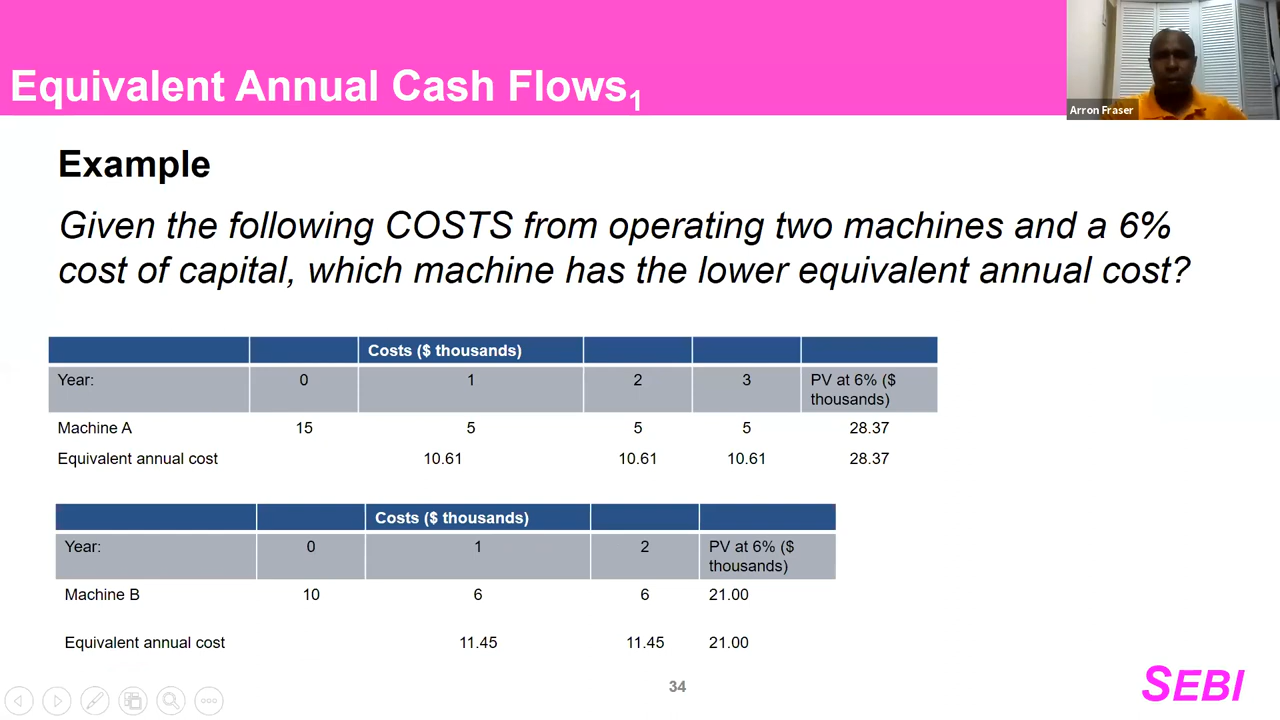 Equivalent Annual Cash Flows1
Arron Fraser
Example
Given the following COSTS from operating two machines and a 6%
cost of capital, which machine has the lower equivalent annual cost?
Costs ($ thousands)
Year: 0 1 2 3 PV at 6% ($
thousands)
Machine A 15 5 5 5 28.37
Equivalent annual cost 10.61 10.61 10.61 28.37
Costs ($ thousands)
Year: 0 1 2 PV at 6% ($
thousands)
Machine B 10 6 6 21.00
Equivalent annual cost 11.45 11.45 21.00
34
SEBI